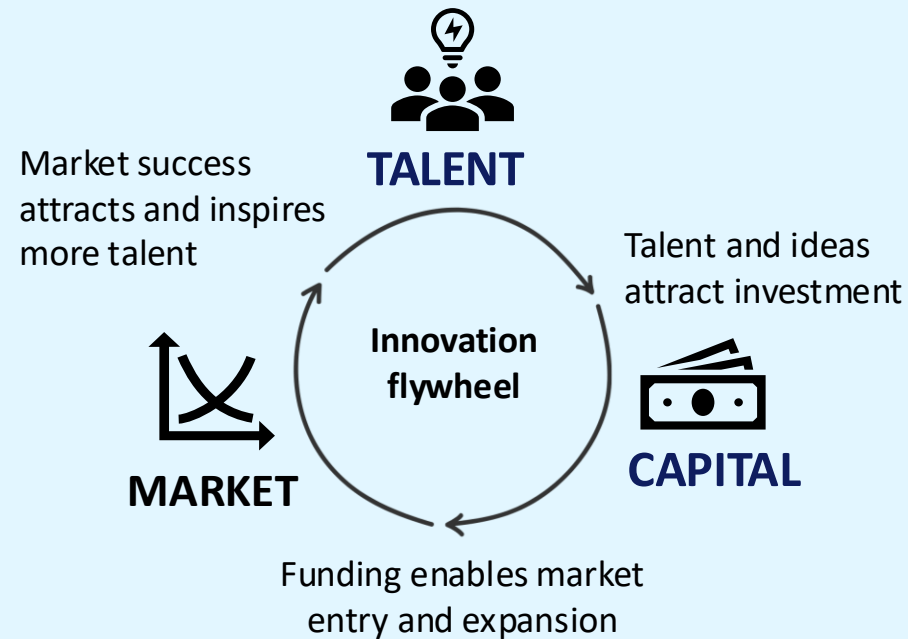 TALENT
Market success
attracts and inspires
more talent
Talent and ideas
attract investment
Innovation
flywheel
MARKET
CAPITAL
Funding enables market
entry and expansion